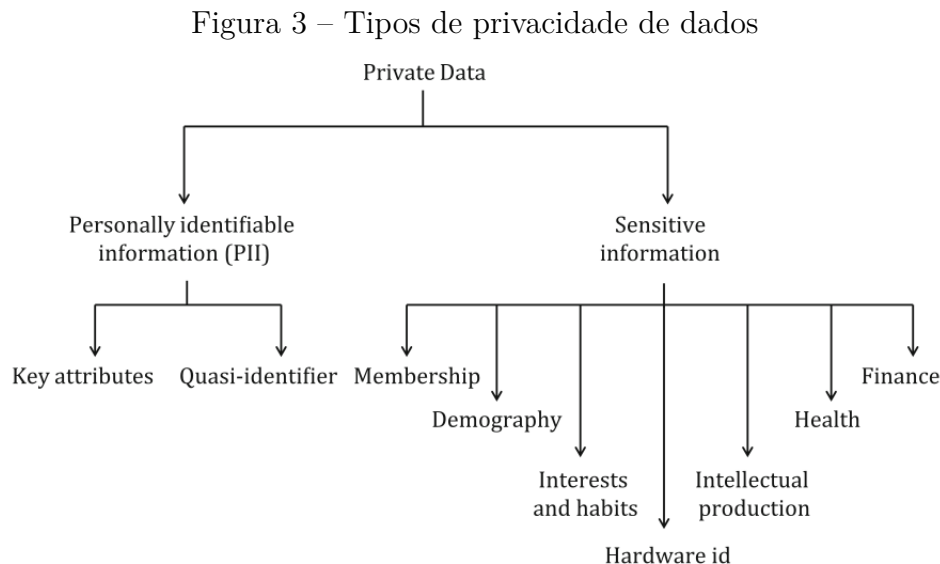 Figura 3 – Tipos de privacidade de dados
Private Data
Personally identifiable
information (PII)
Sensitive
information
Key attributes
Quasi-identifier
Membership
Demography
Interests
and habits
Hardware id
Intellectual
production
Health
Finance